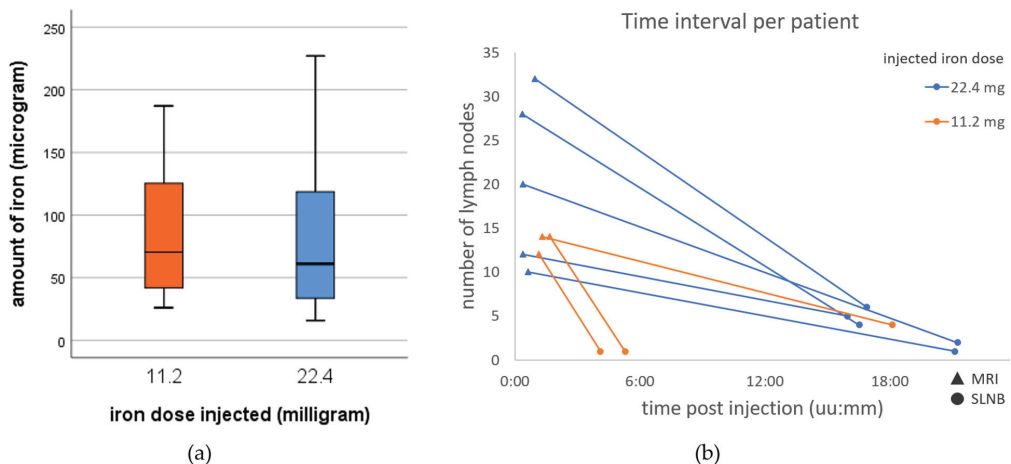 250
200
150
100
50
0
amount of iron (microgram)
11.2 22.4
iron dose injected (milligram)
(a)
Time interval per patient
35
30
25
20
15
10
5
0
number of lymph nodes
injected iron dose
22.4 mg
11.2 mg
0:00 6:00 12:00 18:00
time post injection (uu:mm)
MRI
SLNB
(b)